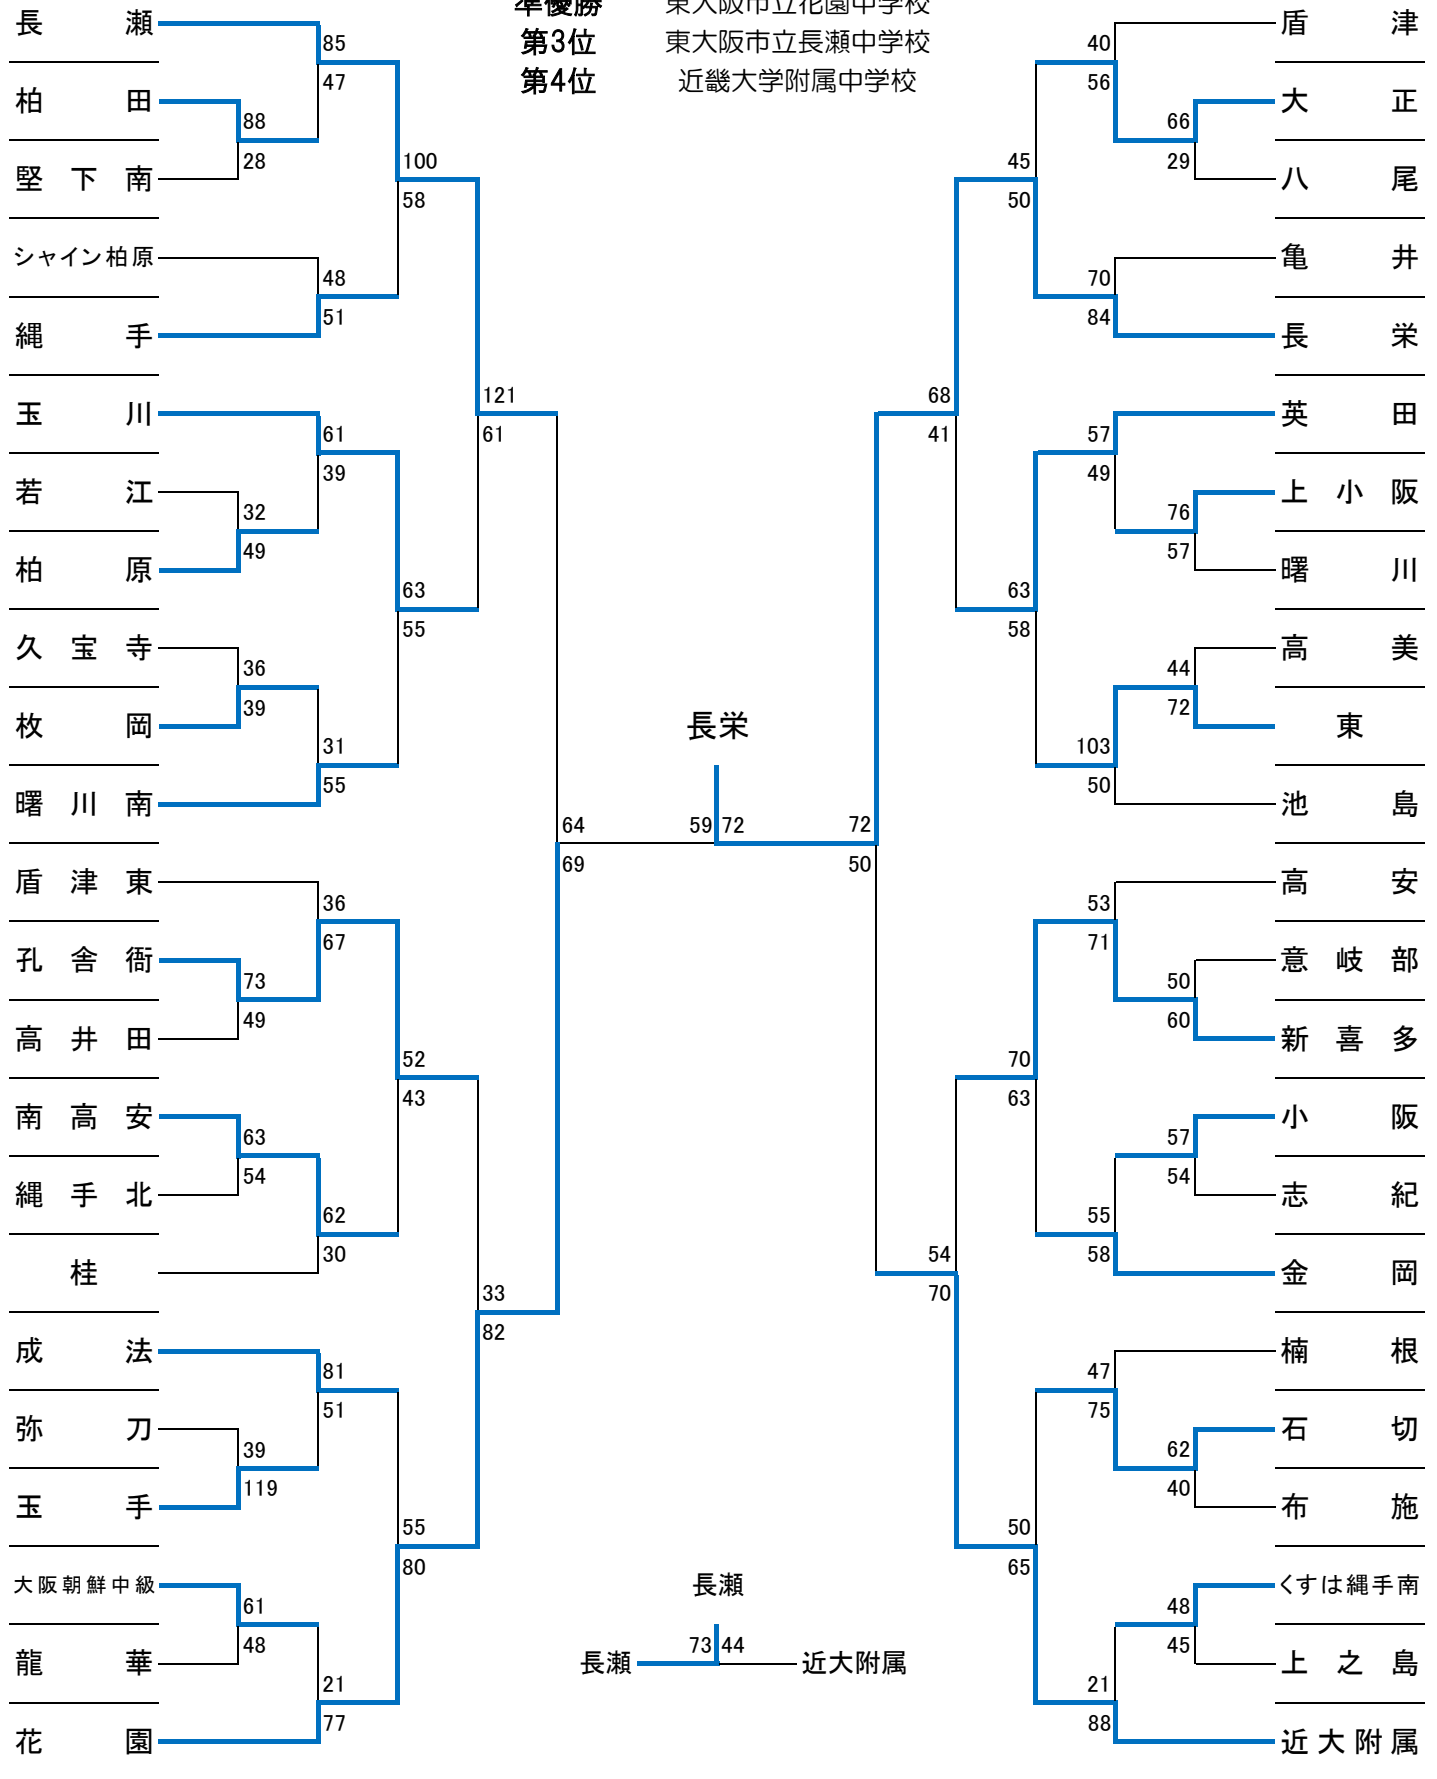 準優勝 東大阪市立花園中学校
第3位 東大阪市立長瀬中学校
第4位 近畿大学附属中学校
長瀬
85
47
柏田
88
28
堅下南
100
58
シャイン柏原
48
51
縄手
121
61
玉川
61
39
若江
32
49
柏原
63
55
久宝寺
36
39
枚岡
31
55
曙川南
64
69
盾津東
36
67
孔舎衙
73
49
高井田
52
43
南高安
63
54
縄手北
62
30
桂
33
82
成法
81
51
弥刀
39
119
玉手
55
80
大阪朝鮮中級
61
48
龍華
21
77
花園
長栄
59 72
長瀬
73 44
長瀬 近大附属
盾津
40
56
大正
66
29
八尾
45
50
亀井
70
84
長栄
68
41
英田
57
49
上小阪
76
57
曙川
63
58
高美
44
72
東
103
50
池島
72
50
高安
53
71
意岐部
50
60
新喜多
70
63
小阪
57
54
志紀
55
58
金岡
54
70
楠根
47
75
石切
62
40
布施
50
65
くすは縄手南
48
45
上之島
21
88
近大附属